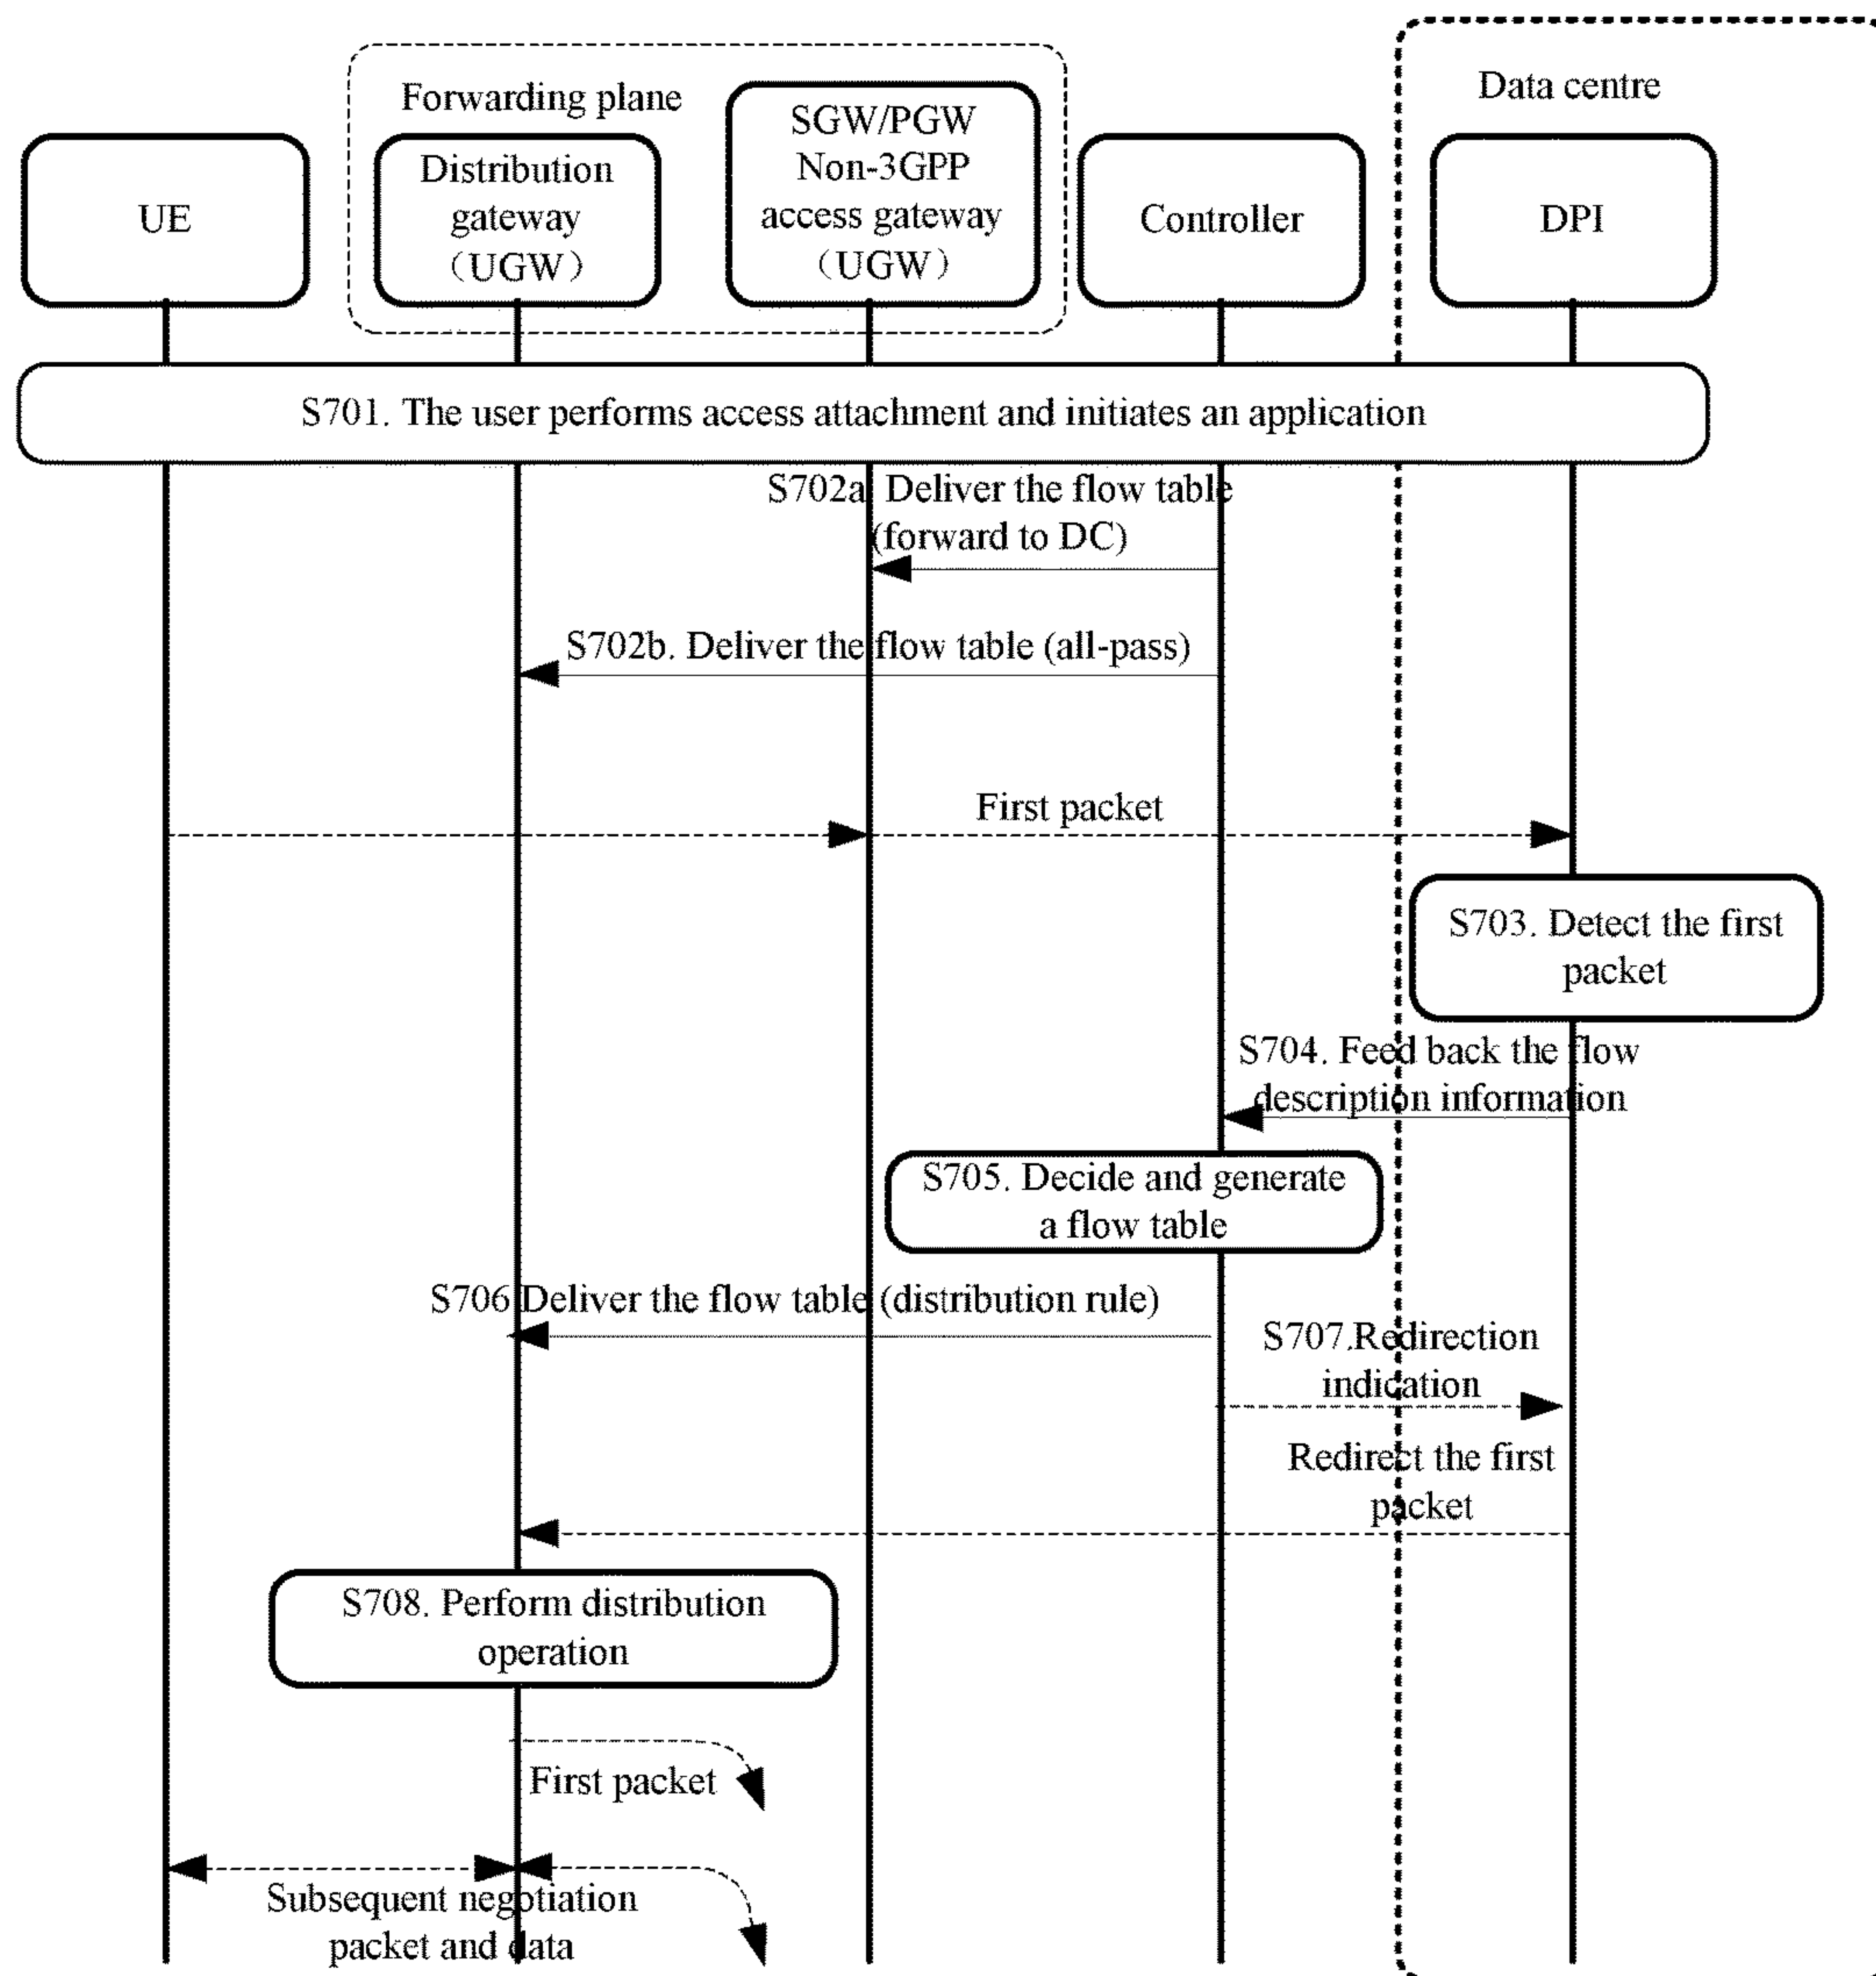 Data centre
Forwarding plane
UE
Distribution
gateway
（UGW）
SGW/PGW
Non-3GPP
access gateway
（UGW）
Controller
DPI
S701. The user performs access attachment and initiates an application
S702a. Deliver the flow table
(forward to DC)
S702b. Deliver the flow table (all-pass)
First packet
S703. Detect the first
packet
S704. Feed back the flow
description information
S705. Decide and generate
a flow table
S706 Deliver the flow table (distribution rule)
S707.Redirection
indication
Redirect the first
packet
S708. Perform distribution
operation
First packet
Subsequent negotiation
packet and data